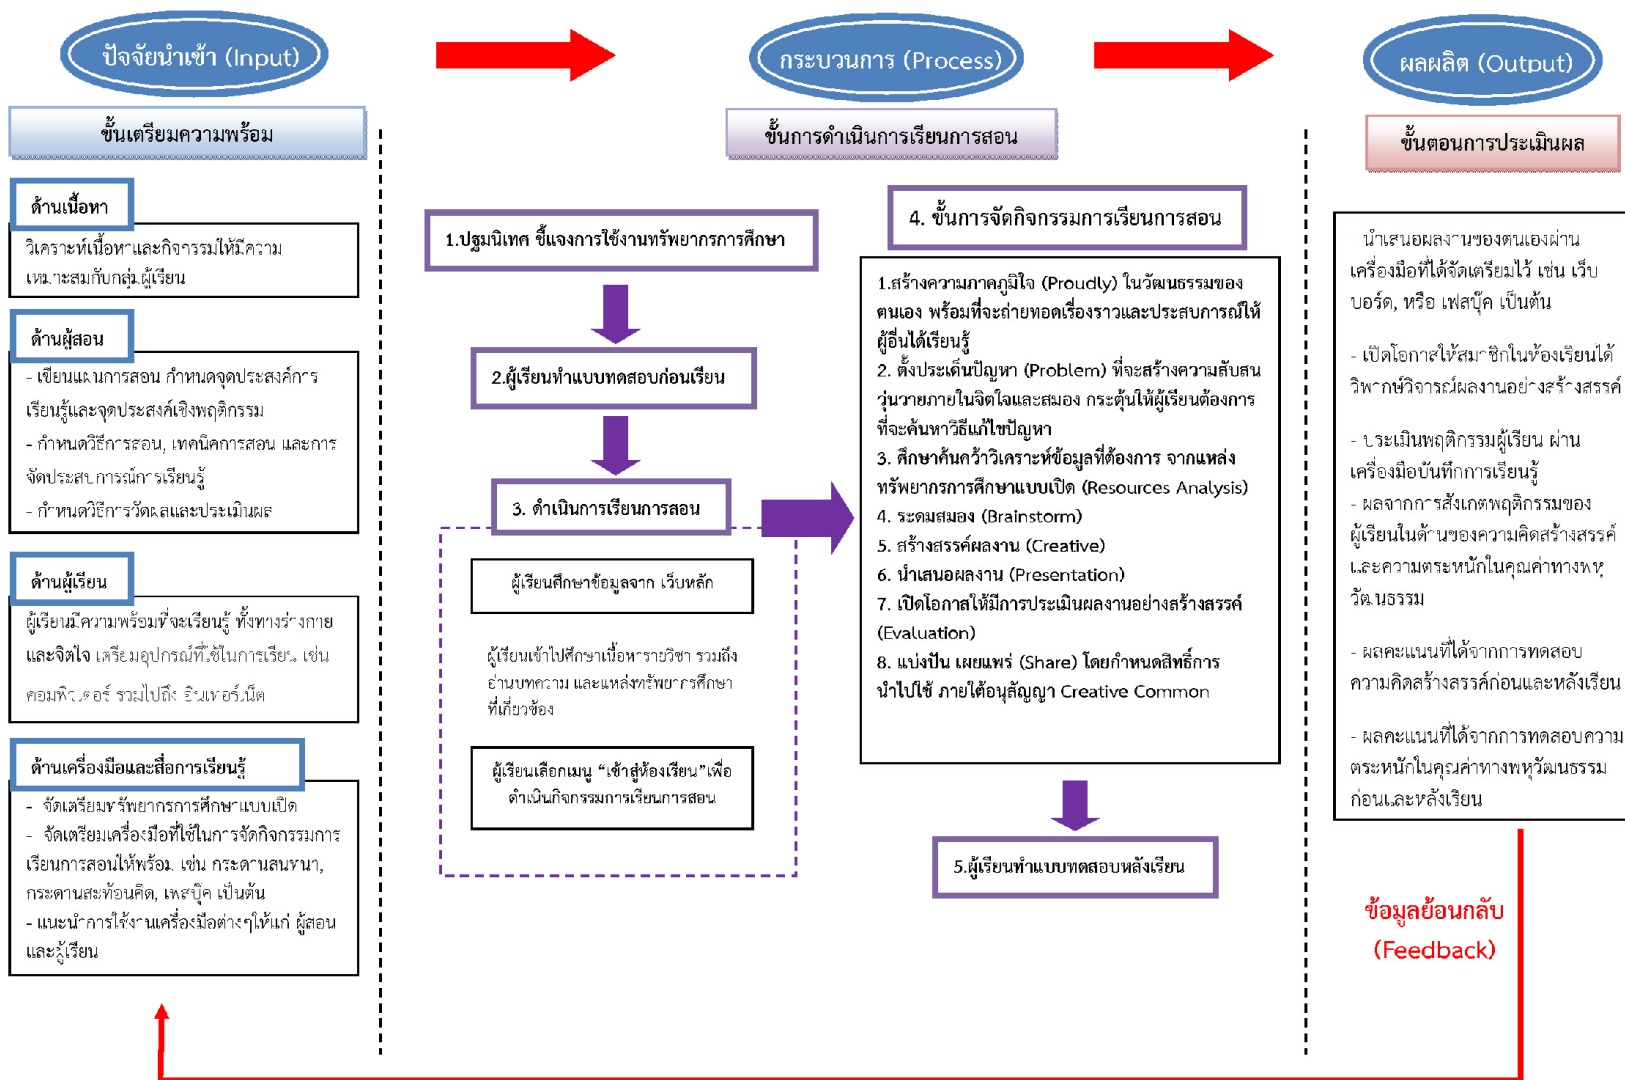 ปัจจัยนำเข้า (Input)
กระบวนการ (Process)
ผลผลิต (Output)
ขั้นเตรียมความพร้อม
ขั้นการดำเนินการเรียนการสอน
ขั้นตอนการประเมินผล
ด้านเนื้อหา
วิเคราะห์เนื้อหาและกิจกรรมให้มีความ
เหมาะสมกับกลุ่มผู้เรียน
ด้านผู้สอน
- เขียนแผนการสอน กำหนดจุดประสงค์การ
เรียนรู้และจุดประสงค์เชิงพฤติกรรม
- กำหนดวิธีการสอน, เทคนิคการสอน และการ
จัดประสบการณ์การเรียนรู้
- กำหนดวิธีการวัดผลและประเมินผล
ด้านผู้เรียน
ผู้เรียนมีความพร้อมที่จะเรียนรู้ ทั้งทางร่างกาย
และจิตใจ เตรียมอุปกรณ์ที่ใช้ในการเรียน เช่น
คอมพิวเตอร์ รวมไปถึง อินเทอร์เน็ต
ด้านเครื่องมือและสื่อการเรียนรู้
- จัดเตรียมทรัพยากรการศึกษาแบบเปิด
- จัดเตรียมเครื่องมือที่ใช้ในการจัดกิจกรรมการ
เรียนการสอนให้พร้อม เช่น กระดานสนทนา,
กระดานสะท้อนคิด, เฟสบุ๊ค เป็นต้น
- แนะนำการใช้งานเครื่องมือต่างๆให้แก่ ผู้สอน
และผู้เรียน
1.ปฐมนิเทศ ชี้แจงการใช้งานทรัพยากรการศึกษา
2.ผู้เรียนทำแบบทดสอบก่อนเรียน
3. ดำเนินการเรียนการสอน
ผู้เรียนศึกษาข้อมูลจาก เว็บหลัก
ผู้เรียนเข้าไปศึกษาเนื้อหารายวิชา รวมถึง
อ่านบทความ และแหล่งทรัพยากรศึกษา
ที่เกี่ยวข้อง
ผู้เรียนเลือกเมนู “เข้าสู่ห้องเรียน”เพื่อ
ดำเนินกิจกรรมการเรียนการสอน
4. ขั้นการจัดกิจกรรมการเรียนการสอน
1.สร้างความภาคภูมิใจ (Proudly) ในวัฒนธรรมของ
ตนเอง พร้อมที่จะถ่ายทอดเรื่องราวและประสบการณ์ให้
ผู้อื่นได้เรียนรู้
2. ตั้งประเด็นปัญหา (Problem) ที่จะสร้างความสับสน
วุ่นวายภายในจิตใจและสมอง กระตุ้นให้ผู้เรียนต้องการ
ที่จะค้นหาวิธีแก้ไขปัญหา
3. ศึกษาค้นคว้าวิเคราะห์ข้อมูลที่ต้องการ จากแหล่ง
ทรัพยากรการศึกษาแบบเปิด (Resources Analysis)
4. ระดมสมอง (Brainstorm)
5. สร้างสรรค์ผลงาน (Creative)
6. นำเสนอผลงาน (Presentation)
7. เปิดโอกาสให้มีการประเมินผลงานอย่างสร้างสรรค์
(Evaluation)
8. แบ่งปัน เผยแพร่ (Share) โดยกำหนดสิทธิ์การ
นำไปใช้ ภายใต้อนุสัญญา Creative Common
5.ผู้เรียนทำแบบทดสอบหลังเรียน
- นำเสนอผลงานของตนเองผ่าน
เครื่องมือที่ได้จัดเตรียมไว้ เช่น เว็บ
บอร์ด, หรือ เฟสบุ๊ค เป็นต้น
- เปิดโอกาสให้สมาชิกในห้องเรียนได้
วิพากษ์วิจารณ์ผลงานอย่างสร้างสรรค์
- ประเมินพฤติกรรมผู้เรียน ผ่าน
เครื่องมือบันทึกการเรียนรู้
- ผลจากการสังเกตพฤติกรรมของ
ผู้เรียนในด้านของความคิดสร้างสรรค์
และความตระหนักในคุณค่าทางพหุ
วัฒนธรรม
- ผลคะแนนที่ได้จากการทดสอบ
ความคิดสร้างสรรค์ก่อนและหลังเรียน
- ผลคะแนนที่ได้จากการทดสอบความ
ตระหนักในคุณค่าทางพหุวัฒนธรรม
ก่อนและหลังเรียน
ข้อมูลย้อนกลับ
(Feedback)